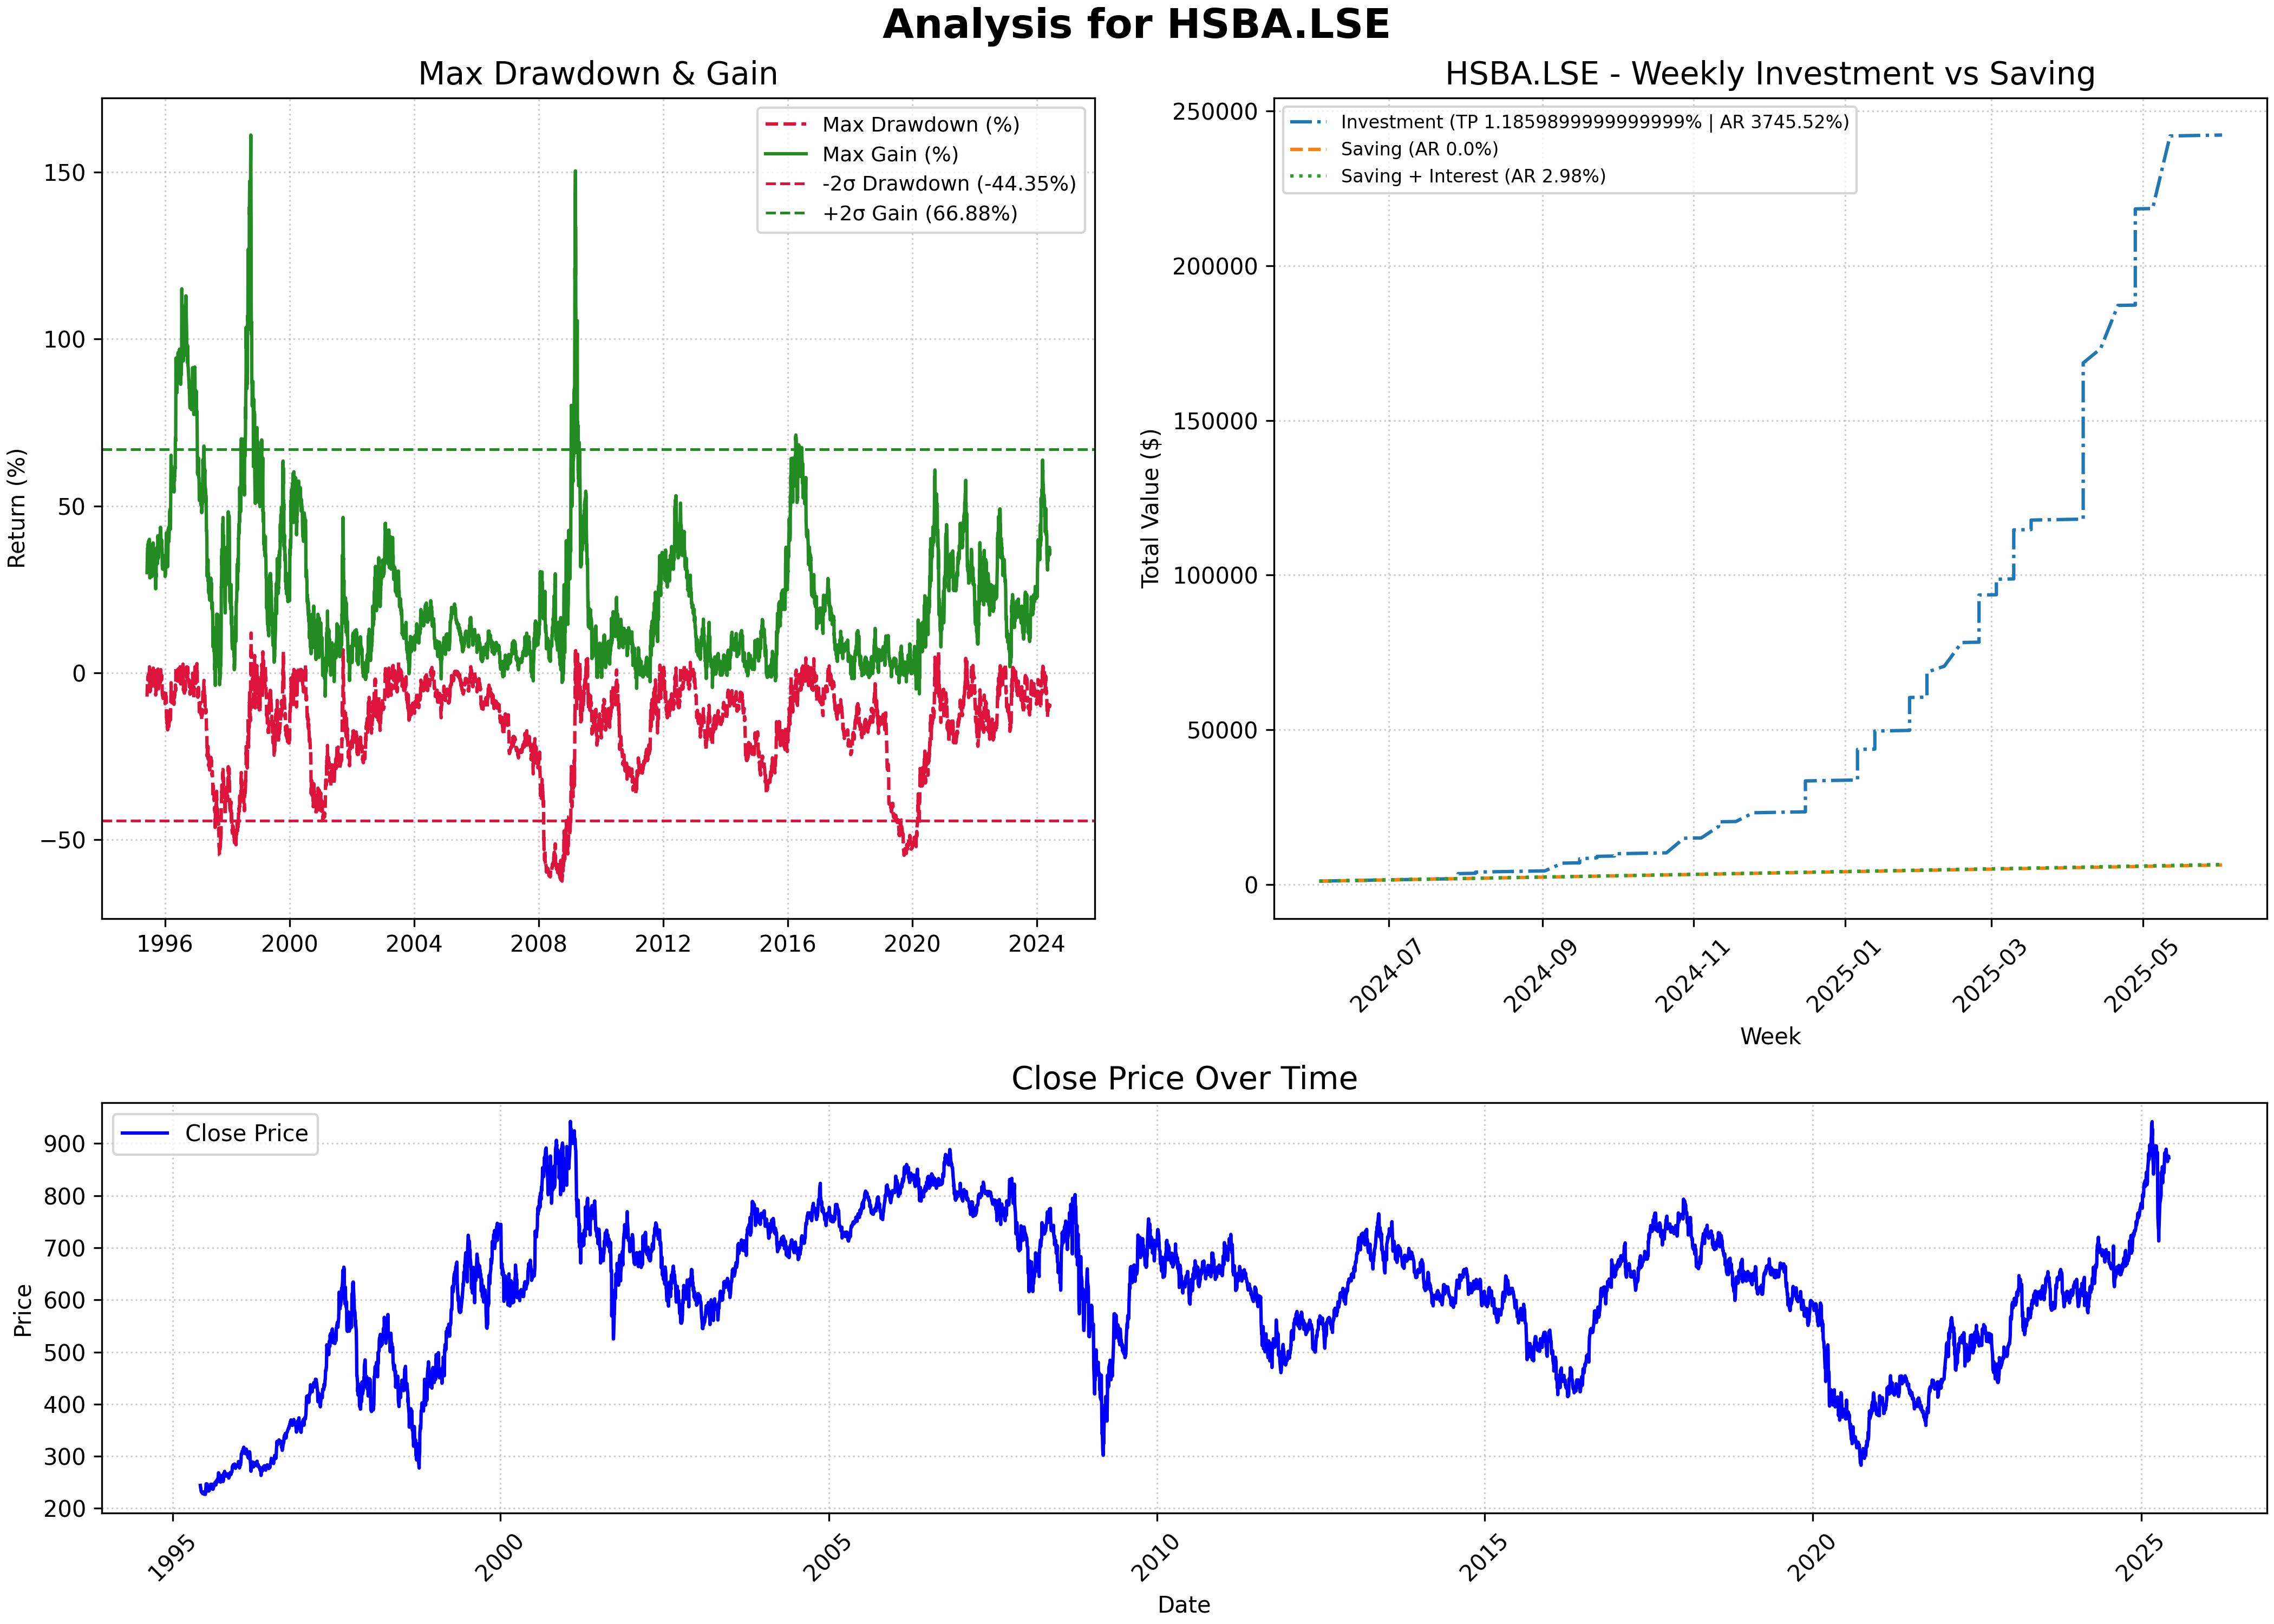 Analysis for HSBA.LSE
Max Drawdown & Gain
Return (%)
150
100
50
0
−50
1996 2000 2004 2008 2012 2016 2020 2024
Max Drawdown (%)
Max Gain (%)
-2σ Drawdown (-44.35%)
+2σ Gain (66.88%)
HSBA.LSE - Weekly Investment vs Saving
Total Value ($)
250000
200000
150000
100000
50000
0
Investment (TP 1.1859899999999999% | AR 3745.52%)
Saving (AR 0.0%)
Saving + Interest (AR 2.98%)
2024-07 2024-09 2024-11 2025-01 2025-03 2025-05
Week
Close Price Over Time
Price
900
800
700
600
500
400
300
200
Close Price
1995 2000 2005 2010 2015 2020 2025
Date